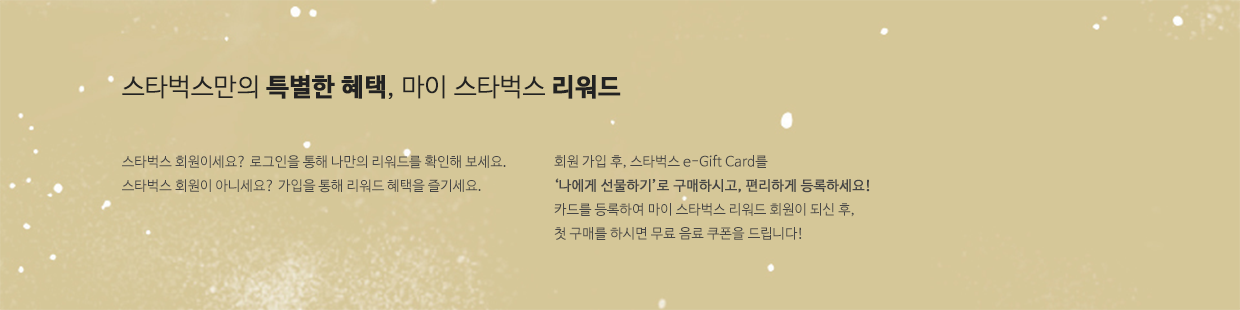 스타벅스만의 특별한 혜택, 마이 스타벅스 리워드
스타벅스 회원이세요? 로그인을 통해 나만의 리워드를 확인해 보세요.
스타벅스 회원이 아니세요? 가입을 통해 리워드 혜택을 즐기세요.
회원 가입 후, 스타벅스 e-Gift Card를
‘나에게 선물하기’로 구매하시고, 편리하게 등록하세요!
카드를 등록하여 마이 스타벅스 리워드 회원이 되신 후,
첫 구매를 하시면 무료 음료 쿠폰을 드립니다!